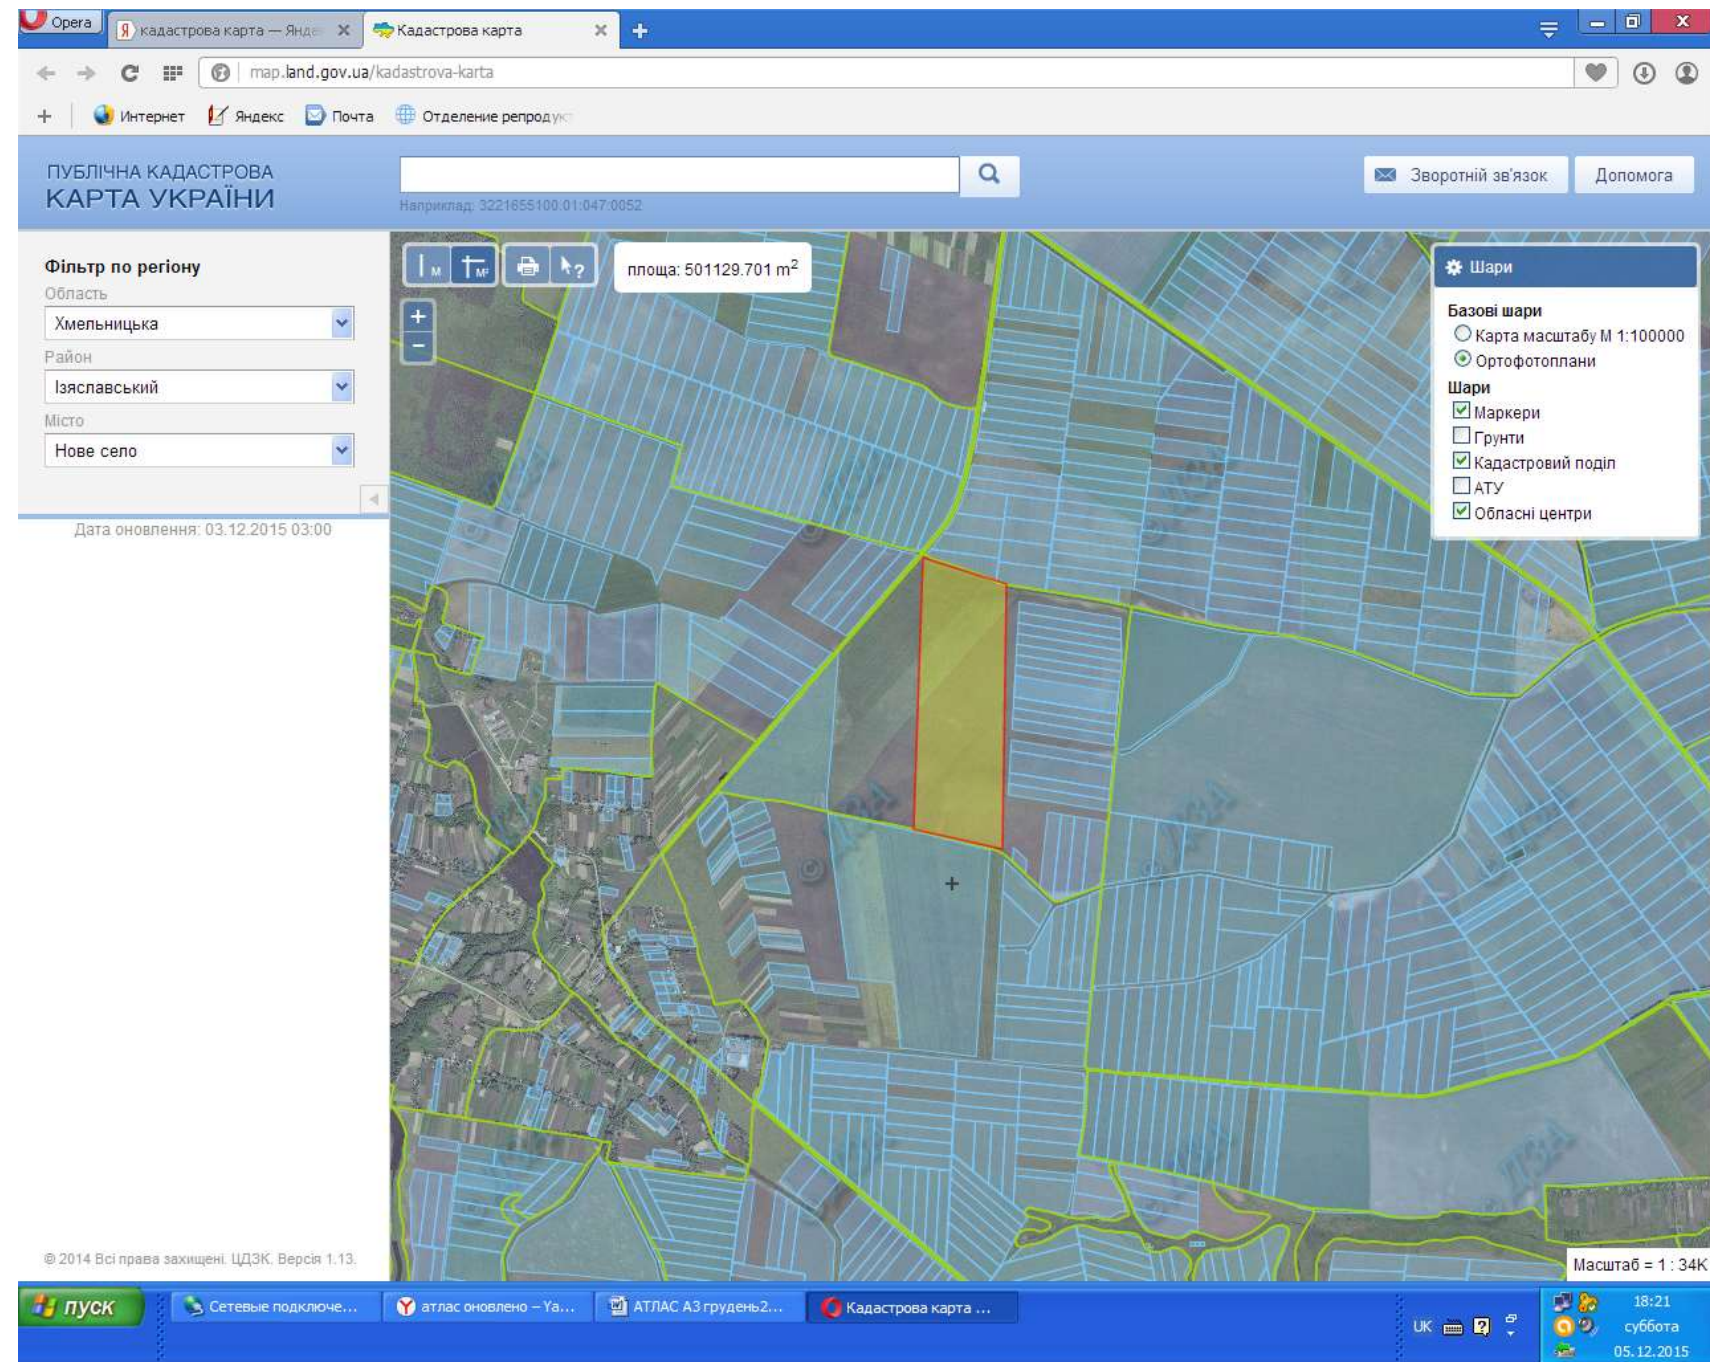 Opera
кадастрова карта — Янде
Кадастрова карта
map.land.gov.ua/kadastrova-karta
Интернет
Яндекс
Почта
Отделение репродук
ПУБЛІЧНА КАДАСТРОВА
КАРТА УКРАЇНИ
Наприклад: 3221655100:01:047:0052
Зворотній зв'язок
Допомога
Фільтр по регіону
Область
Хмельницька
Район
Ізяславський
Місто
Нове село
Дата оновлення: 03.12.2015 03:00
м
м²
площа: 501129.701 m²
+
−
Шари
Базові шари
Карта масштабу М 1:100000
Ортофотоплани
Шари
Маркери
Грунти
Кадастровий поділ
АТУ
Обласні центри
© ДЗА
© 2014 Всі права захищені. ЦДЗК. Версія 1.13.
Масштаб = 1 : 34K
пуск
Сетевые подключе...
атлас оновлено – Ya...
АТЛАС А3 грудень2...
Кадастрова карта ...
UK
18:21
суббота
05.12.2015